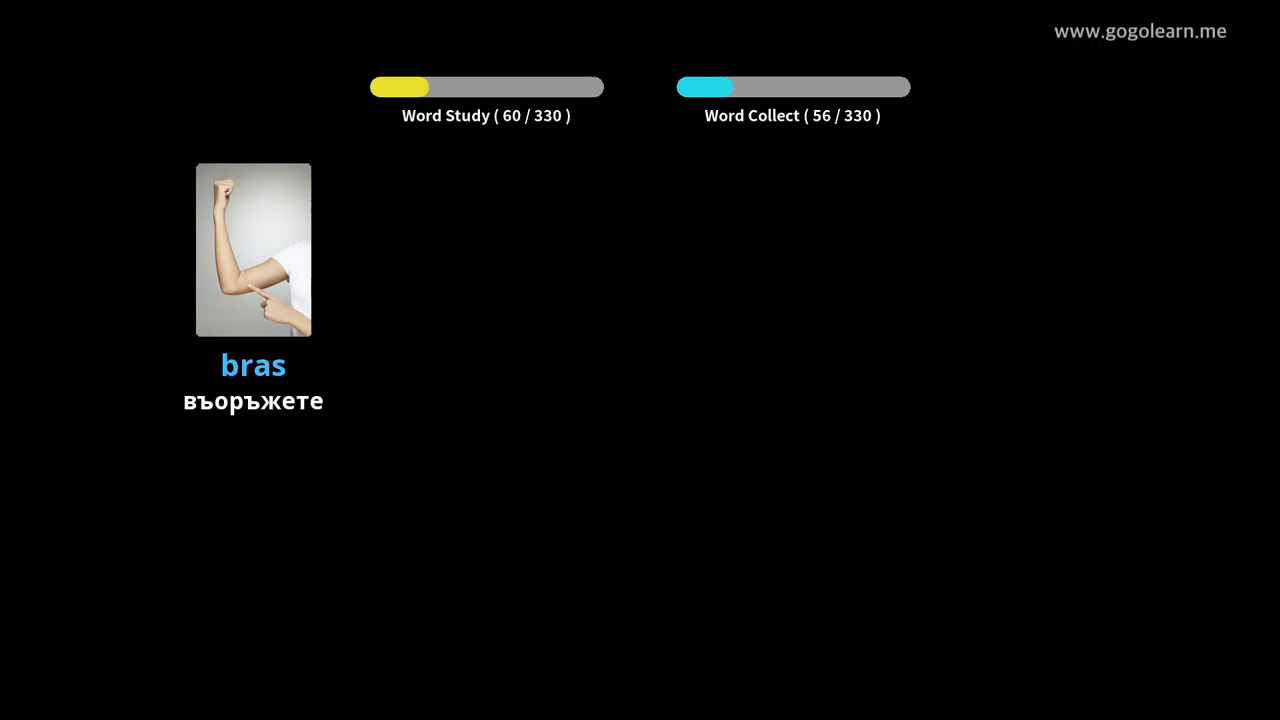 www.gogolearn.me
Word Study ( 60 / 330 )
Word Collect ( 56 / 330 )
bras
въоръжете